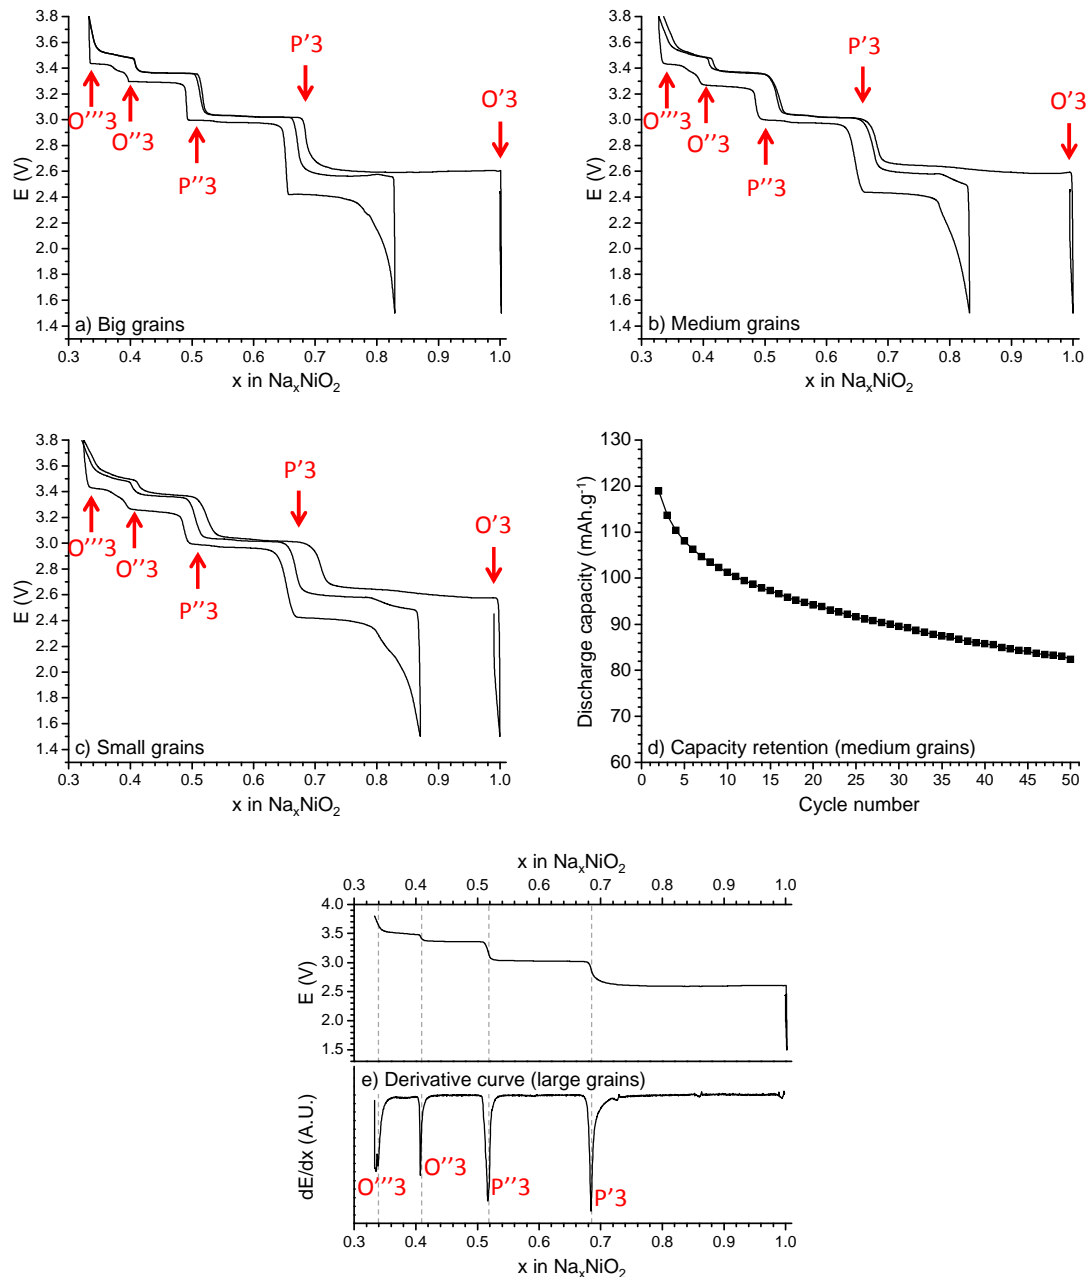 3.8
3.6
3.4
3.2
3.0
2.8
2.6
2.4
2.2
2.0
1.8
1.6
1.4
E (V)
P’3
O’3
O’’’3
O’’3
P’’3
a) Big grains
0.3 0.4 0.5 0.6 0.7 0.8 0.9 1.0
x in NaₓNiO₂
3.8
3.6
3.4
3.2
3.0
2.8
2.6
2.4
2.2
2.0
1.8
1.6
1.4
E (V)
P’3
O’3
O’’’3
O’’3
P’’3
b) Medium grains
0.3 0.4 0.5 0.6 0.7 0.8 0.9 1.0
x in NaₓNiO₂
3.8
3.6
3.4
3.2
3.0
2.8
2.6
2.4
2.2
2.0
1.8
1.6
1.4
E (V)
P’3
O’3
O’’’3
O’’3
P’’3
c) Small grains
0.3 0.4 0.5 0.6 0.7 0.8 0.9 1.0
x in NaₓNiO₂
130
120
110
100
90
80
70
60
Discharge capacity (mAh.g⁻¹)
d) Capacity retention (medium grains)
0 5 10 15 20 25 30 35 40 45 50
Cycle number
x in NaₓNiO₂
0.3 0.4 0.5 0.6 0.7 0.8 0.9 1.0
4.0
3.5
3.0
2.5
2.0
1.5
E (V)
e) Derivative curve (large grains)
dE/dx (A.U.)
O’’’3
O’’3
P’’3
P’3
0.3 0.4 0.5 0.6 0.7 0.8 0.9 1.0
x in NaₓNiO₂